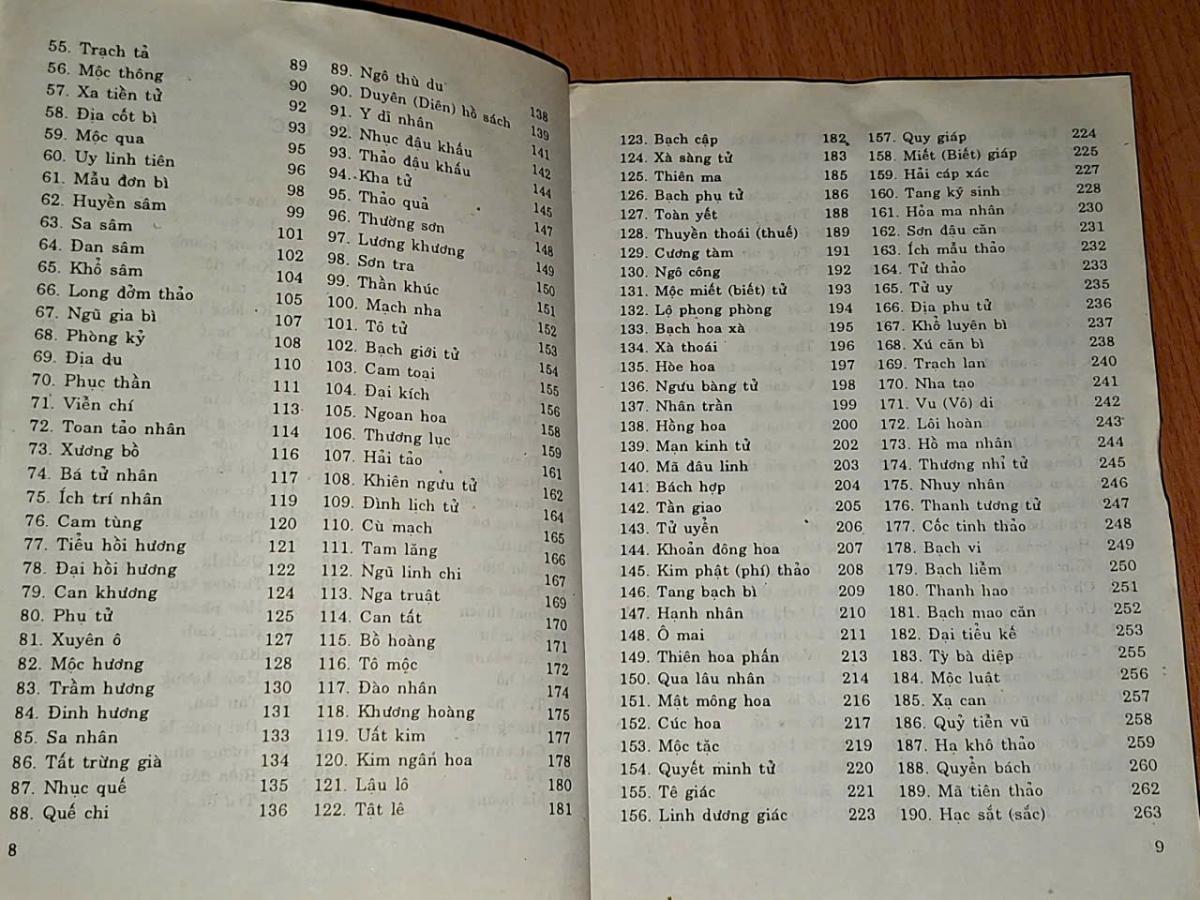 55. Trạch tả 89
56. Mộc thông 90
57. Xa tiền tử 92
58. Địa cốt bì 93
59. Mộc qua 95
60. Uy linh tiên 96
61. Mẫu đơn bì 98
62. Huyền sâm 99
63. Sa sâm 101
64. Đan sâm 102
65. Khổ sâm 104
66. Long đởm thảo 105
67. Ngũ gia bì 107
68. Phòng kỷ 108
69. Địa du 110
70. Phục thần 111
71. Viễn chí 113
72. Toan táo nhân 114
73. Xương bồ 116
74. Bá tử nhân 117
75. Ích trí nhân 119
76. Cam tùng 120
77. Tiểu hồi hương 121
78. Đại hồi hương 122
79. Can khương 124
80. Phụ tử 125
81. Xuyên ô 127
82. Mộc hương 128
83. Trầm hương 130
84. Đinh hương 131
85. Sa nhân 133
86. Tất trừng già 134
87. Nhục quế 135
88. Quế chi 136
8
89. Ngô thù du 138
90. Duyên (Diên) hồ sách 139
91. Y dĩ nhân 141
92. Nhục đậu khấu 142
93. Thảo đậu khấu 144
94. Kha tử 145
95. Thảo quả 147
96. Thường sơn 148
97. Lương khương 149
98. Sơn tra 150
99. Thần khúc 151
100. Mạch nha 152
101. Tô tử 153
102. Bạch giới tử 154
103. Cam toại 155
104. Đại kích 156
105. Ngoan hoa 158
106. Thương lục 159
107. Hải tảo 161
108. Khiên ngưu tử 162
109. Đình lịch tử 164
110. Cù mạch 165
111. Tam lăng 166
112. Ngũ linh chi 167
113. Nga truật 169
114. Can tất 170
115. Bồ hoàng 171
116. Tô mộc 172
117. Đào nhân 174
118. Khương hoàng 175
119. Uất kim 177
120. Kim ngân hoa 178
121. Lậu lô 180
122. Tật lê 181
123. Bạch cập 182
124. Xà sàng tử 183
125. Thiên ma 185
126. Bạch phụ tử 186
127. Toàn yết 188
128. Thuyền thoái (thuế) 189
129. Cương tàm 191
130. Ngô công 192
131. Mộc miết (biết) tử 193
132. Lộ phong phòng 194
133. Bạch hoa xà 195
134. Xà thoái 196
135. Hòe hoa 197
136. Ngưu bàng tử 198
137. Nhân trần 199
138. Hồng hoa 200
139. Mạn kinh tử 202
140. Mã đâu linh 203
141. Bách hợp 204
142. Tần giao 205
143. Tử uyển 206
144. Khoản đông hoa 207
145. Kim phật (phí) thảo 208
146. Tang bạch bì 209
147. Hạnh nhân 210
148. Ô mai 211
149. Thiên hoa phấn 213
150. Qua lâu nhân 214
151. Mật mông hoa 216
152. Cúc hoa 217
153. Mộc tặc 219
154. Quyết minh tử 220
155. Tê giác 221
156. Linh dương giác 223
157. Quy giáp 224
158. Miết (Biết) giáp 225
159. Hải cáp xác 227
160. Tang ký sinh 228
161. Hỏa ma nhân 230
162. Sơn đậu căn 231
163. Ích mẫu thảo 232
164. Tử thảo 233
165. Tử uy 235
166. Địa phu tử 236
167. Khổ luyện bì 237
168. Xú căn bì 238
169. Trạch lan 240
170. Nha tạo 241
171. Vu (Vô) di 242
172. Lôi hoàn 243
173. Hồ ma nhân 244
174. Thương nhĩ tử 245
175. Nhuy nhân 246
176. Thanh tương tử 247
177. Cốc tinh thảo 248
178. Bạch vi 249
179. Bạch liễm 250
180. Thanh hao 251
181. Bạch mao căn 252
182. Đại tiểu kế 253
183. Tỳ bà diệp 255
184. Mộc luật 256
185. Xạ can 257
186. Quỷ tiễn vũ 258
187. Hạ khô thảo 259
188. Quyển bách 260
189. Mã tiên thảo 262
190. Hạc sắt (sắc) 263
9